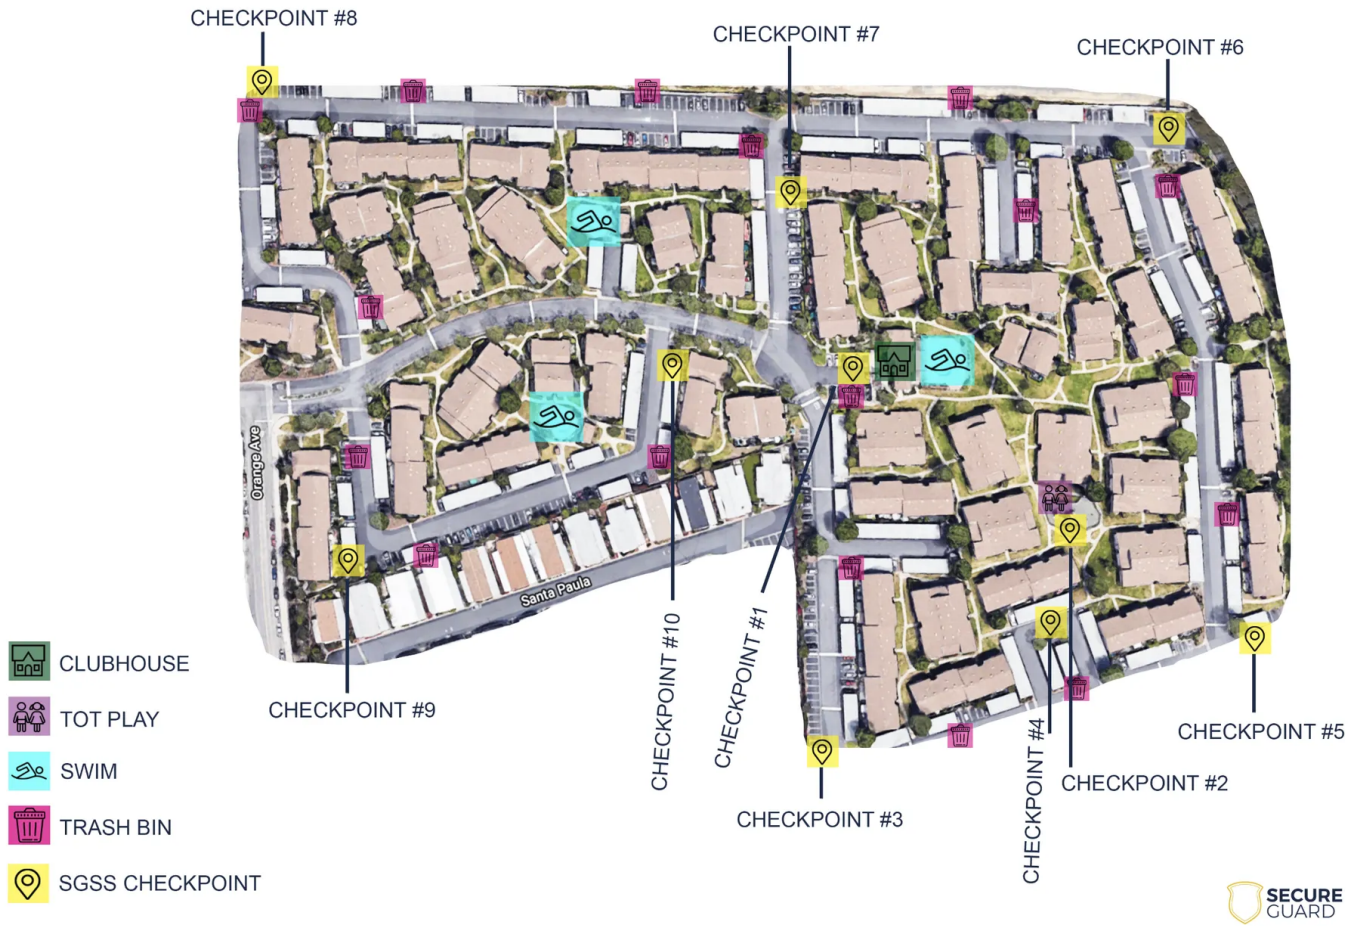 CHECKPOINT #8
CHECKPOINT #7
CHECKPOINT #6
Orange Ave
Santa Paula
CHECKPOINT #9
CHECKPOINT #10
CHECKPOINT #1
CHECKPOINT #3
CHECKPOINT #4
CHECKPOINT #2
CHECKPOINT #5
CLUBHOUSE
TOT PLAY
SWIM
TRASH BIN
SGSS CHECKPOINT
SECURE
GUARD